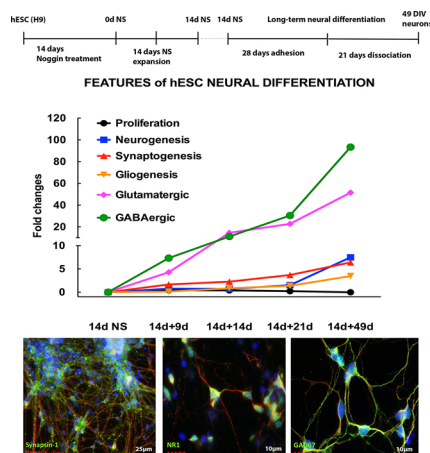 hESC (H9)
0d NS
14d NS
14d NS
Long-term neural differentiation
49 DIV
neurons
14 days
Noggin treatment
14 days NS
expansion
28 days adhesion
21 days dissociation
FEATURES of hESC NEURAL DIFFERENTIATION
Fold changes
120
100
80
60
40
20
10
5
0
Proliferation
Neurogenesis
Synaptogenesis
Gliogenesis
Glutamatergic
GABAergic
14d NS
14d+9d
14d+14d
14d+21d
14d+49d
Synapsin-1
25μm
NR1
10μm
GAD67
10μm